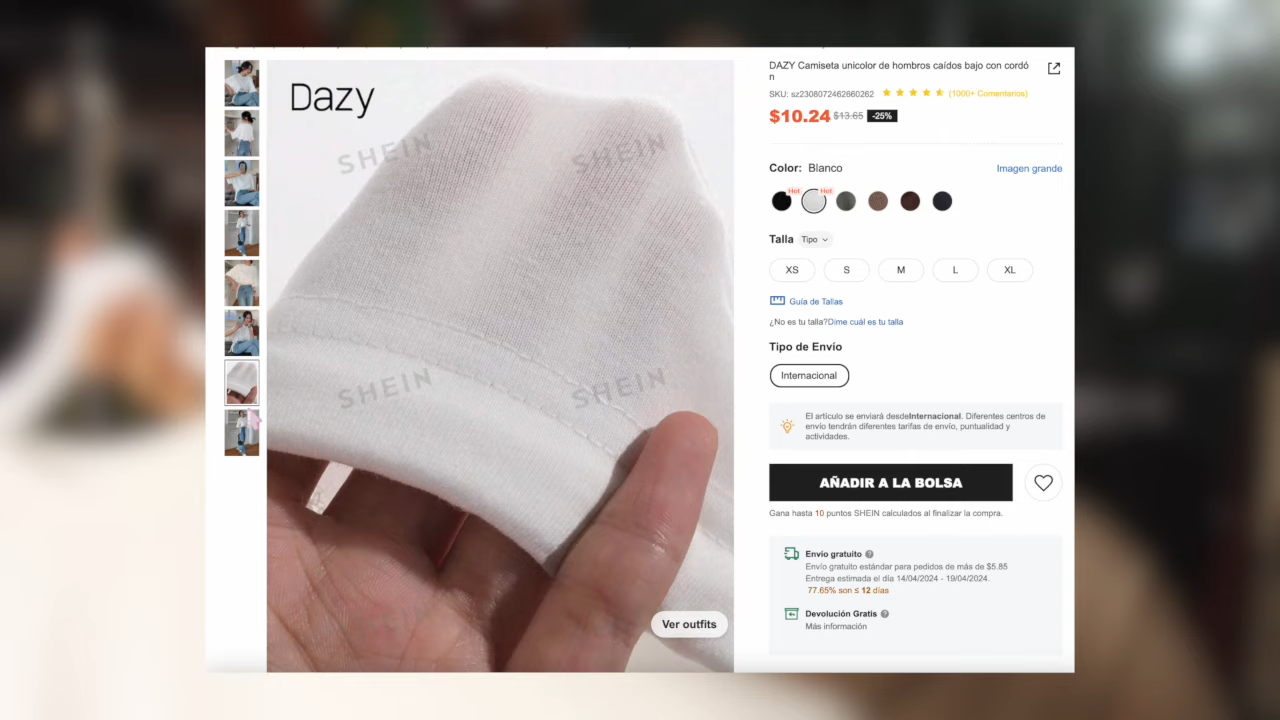 DAZY Camiseta unicolor de hombros caídos bajo con cordó
n
SKU: sz2308072462660262 (1000+ Comentarios)
$10.24 $13.65 -25%
Dazy
SHEIN SHEIN
Color: Blanco Imagen grande
Hot Hot
Talla Tipo
XS S M L XL
Guía de Tallas
¿No es tu talla?Dime cuál es tu talla
Tipo de Envío
Internacional
SHEIN SHEIN
El artículo se enviará desdeInternacional. Diferentes centros de
envío tendrán diferentes tarifas de envío, puntualidad y
actividades.
AÑADIR A LA BOLSA
Gana hasta 10 puntos SHEIN calculados al finalizar la compra.
Envío gratuito
Envío gratuito estándar para pedidos de más de $5.85
Entrega estimada el día 14/04/2024 - 19/04/2024.
77.65% son ≤ 12 días
Devolución Gratis
Más información
Ver outfits